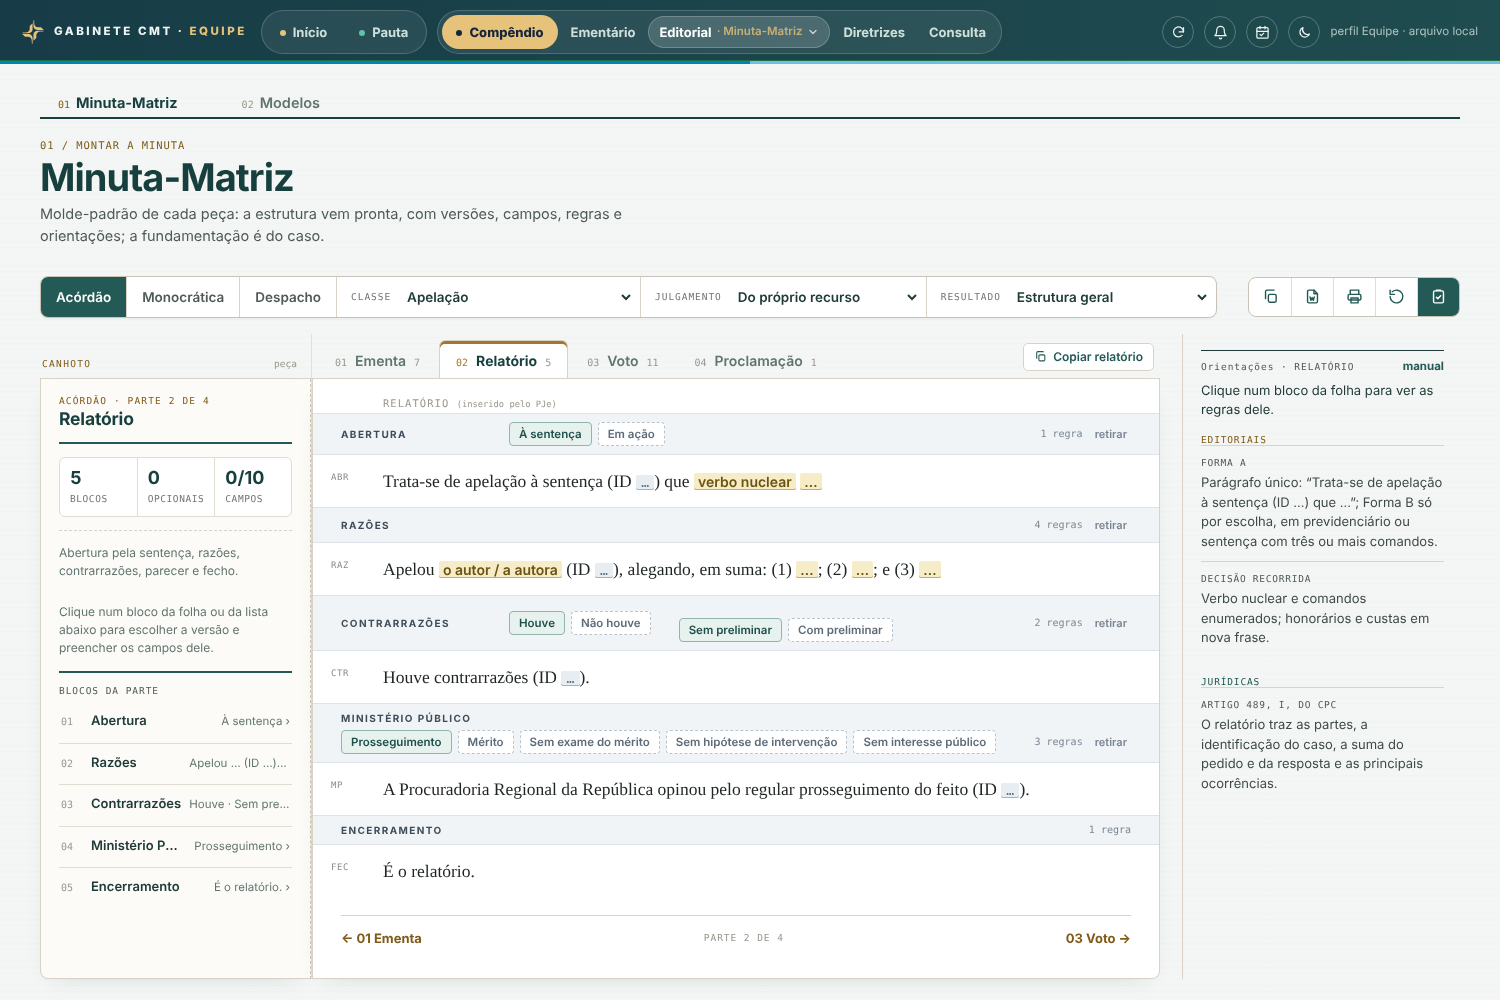 GABINETE CMT · EQUIPE
Início
Pauta
Compêndio
Ementário
Editorial · Minuta-Matriz
Diretrizes
Consulta
perfil Equipe · arquivo local
01 Minuta-Matriz
02 Modelos
01 / MONTAR A MINUTA
Minuta-Matriz
Molde-padrão de cada peça: a estrutura vem pronta, com versões, campos, regras e
orientações; a fundamentação é do caso.
Acórdão
Monocrática
Despacho
CLASSE Apelação
JULGAMENTO Do próprio recurso
RESULTADO Estrutura geral
CANHOTO
peça
ACÓRDÃO · PARTE 2 DE 4
Relatório
5
BLOCOS
0
OPCIONAIS
0/10
CAMPOS
Abertura pela sentença, razões,
contrarrazões, parecer e fecho.
Clique num bloco da folha ou da lista
abaixo para escolher a versão e
preencher os campos dele.
BLOCOS DA PARTE
01 Abertura À sentença ›
02 Razões Apelou ... (ID ...)...
03 Contrarrazões Houve · Sem pre...
04 Ministério P... Prosseguimento ›
05 Encerramento É o relatório. ›
01 Ementa 7
02 Relatório 5
03 Voto 11
04 Proclamação 1
Copiar relatório
RELATÓRIO (inserido pelo PJe)
ABERTURA
À sentença
Em ação
1 regra
retirar
ABR
Trata-se de apelação à sentença (ID ...) que verbo nuclear ...
RAZÕES
4 regras
retirar
RAZ
Apelou o autor / a autora (ID ...), alegando, em suma: (1) ...; (2) ...; e (3) ...
CONTRARRAZÕES
Houve
Não houve
Sem preliminar
Com preliminar
2 regras
retirar
CTR
Houve contrarrazões (ID ...).
MINISTÉRIO PÚBLICO
Prosseguimento
Mérito
Sem exame do mérito
Sem hipótese de intervenção
Sem interesse público
3 regras
retirar
MP
A Procuradoria Regional da República opinou pelo regular prosseguimento do feito (ID ...).
ENCERRAMENTO
1 regra
FEC
É o relatório.
← 01 Ementa
PARTE 2 DE 4
03 Voto →
Orientações · RELATÓRIO
manual
Clique num bloco da folha para ver as
regras dele.
EDITORIAIS
FORMA A
Parágrafo único: “Trata-se de apelação
à sentença (ID ...) que ...”; Forma B só
por escolha, em previdenciário ou
sentença com três ou mais comandos.
DECISÃO RECORRIDA
Verbo nuclear e comandos
enumerados; honorários e custas em
nova frase.
JURÍDICAS
ARTIGO 489, I, DO CPC
O relatório traz as partes, a
identificação do caso, a suma do
pedido e da resposta e as principais
ocorrências.